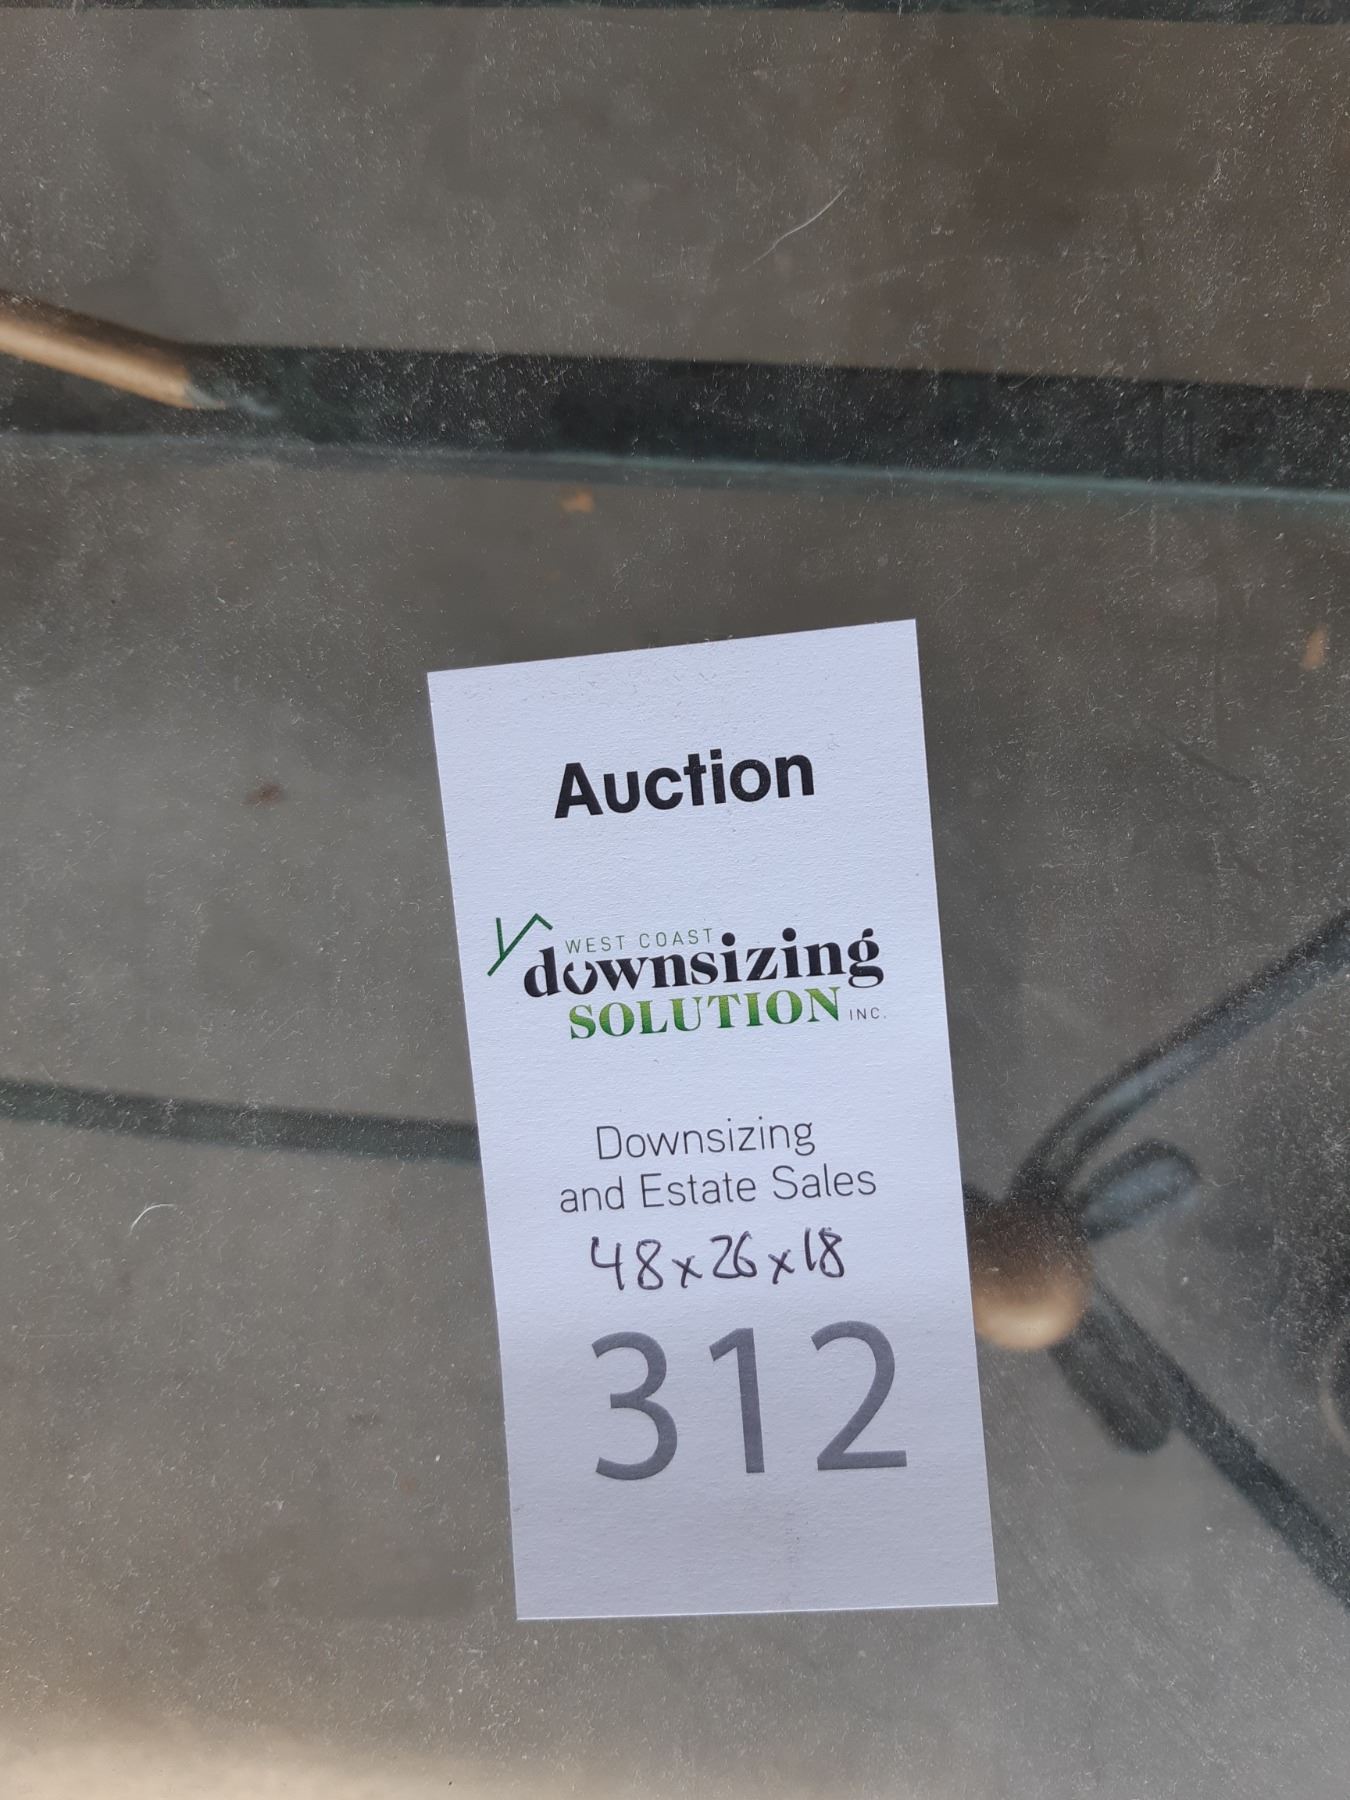 Auction
WEST COAST
downsizing
SOLUTION INC.
Downsizing
and Estate Sales
48x26x18
312